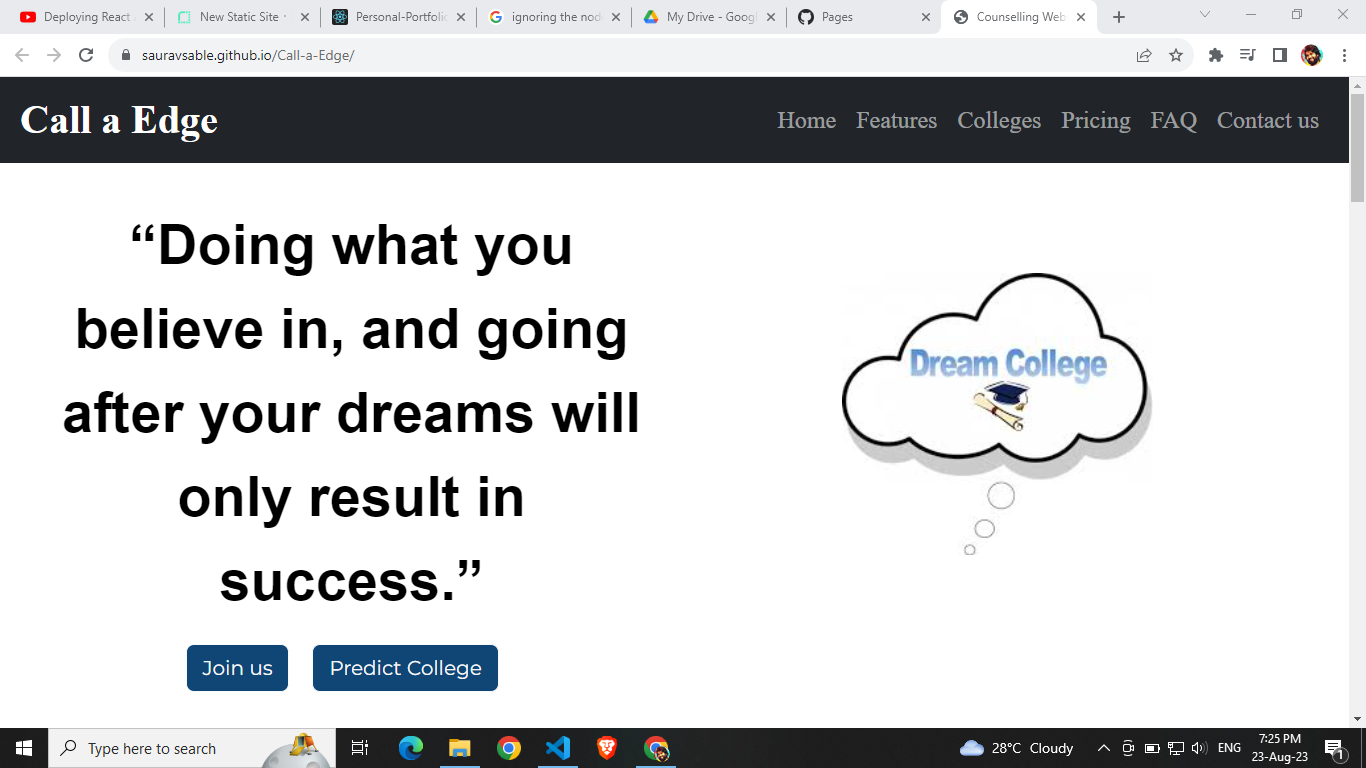 Deploying React
New Static Site
Personal-Portfolio
ignoring the nod
My Drive - Goog
Pages
Counselling Web
sauravsable.github.io/Call-a-Edge/
Call a Edge
Home Features Colleges Pricing FAQ Contact us
“Doing what you
believe in, and going
after your dreams will
only result in
success.”
Dream College
Join us Predict College
Type here to search
28°C Cloudy
ENG
7:25 PM
23-Aug-23
1